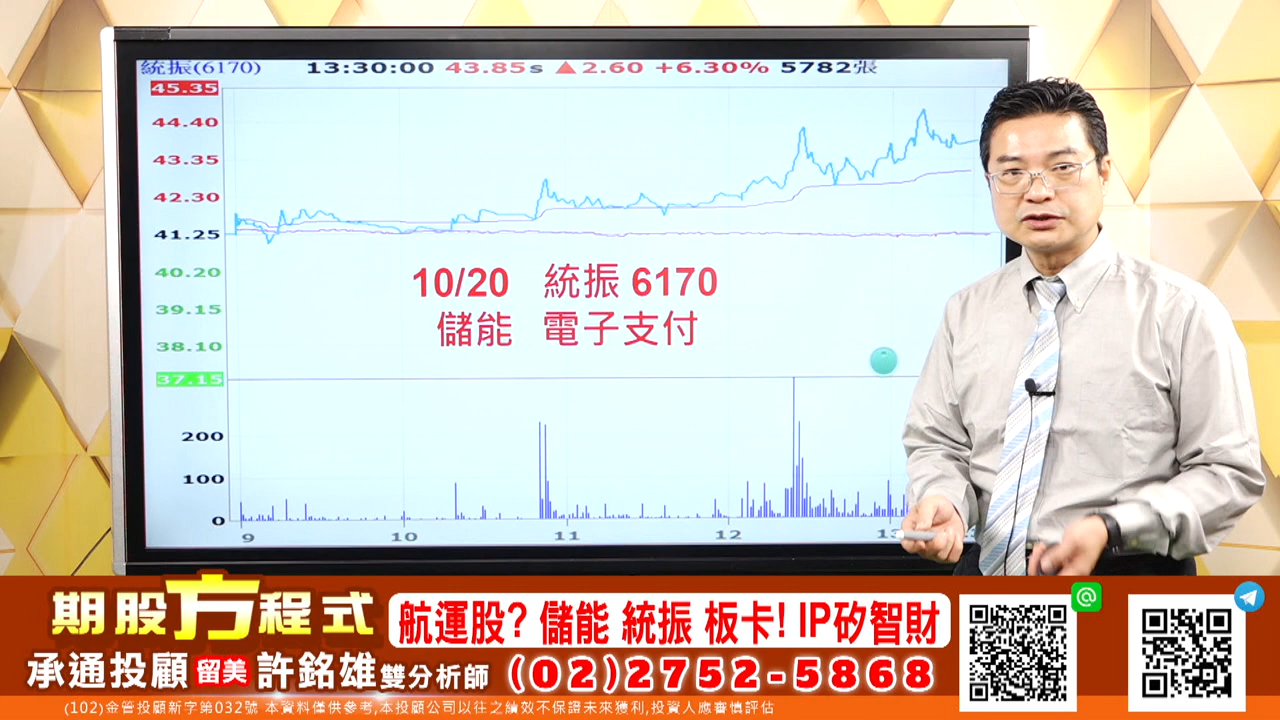 統振(6170) 13:30:00 43.85s ▲2.60 +6.30% 5782張
45.35
44.40
43.35
42.30
41.25
40.20
39.15
38.10
37.15
200
100
0
9 10 11 12
10/20 統振 6170
儲能 電子支付
期股方程式
航運股? 儲能 統振 板卡! IP矽智財
承通投顧 留美 許銘雄 雙分析師 (02)2752-5868
(102)金管投顧新字第032號 本資料僅供參考,本投顧公司以往之績效不保證未來獲利,投資人應審慎評估